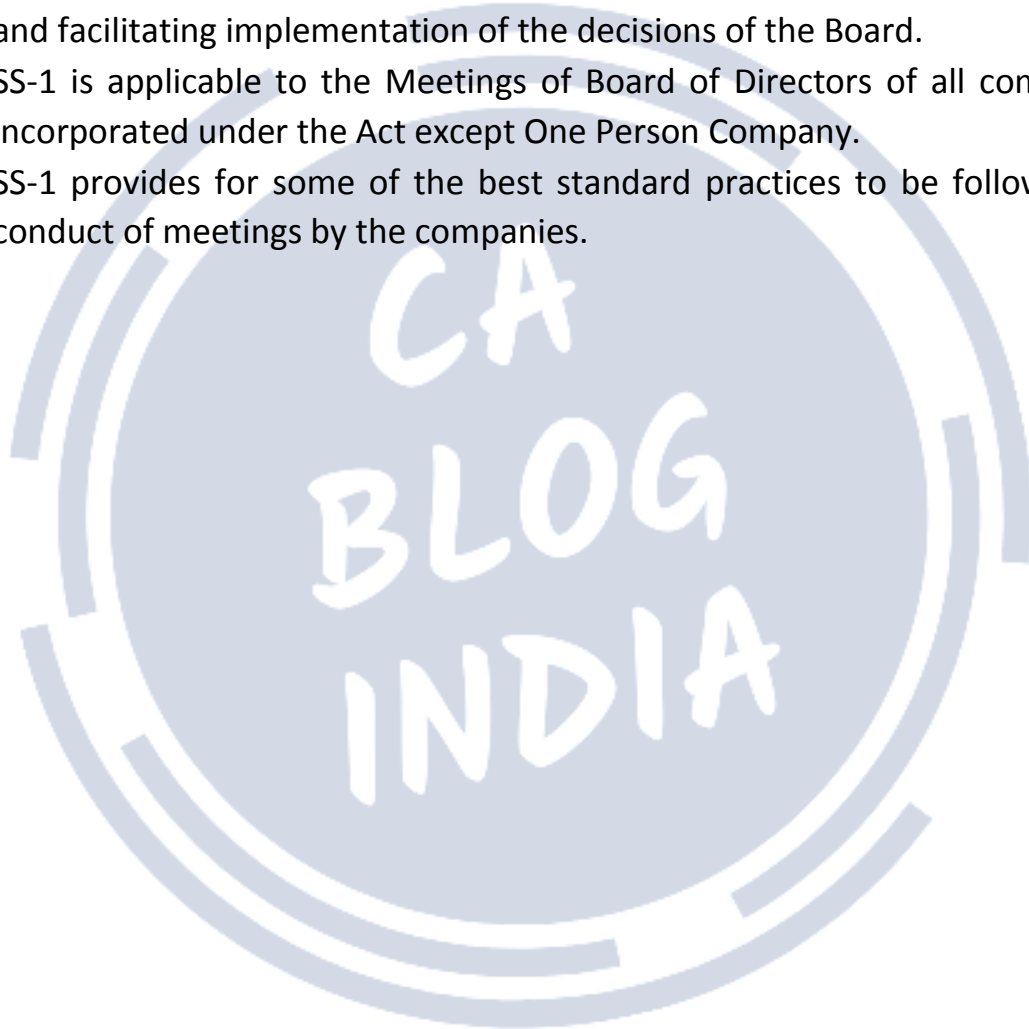 and facilitating implementation of the decisions of the Board.
SS-1 is applicable to the Meetings of Board of Directors of all
incorporated under the Act except One Person Company.
SS-1 provides for some of the best standard practices to be
conduct of meetings by the companies.
CA
BLOG
INDIA